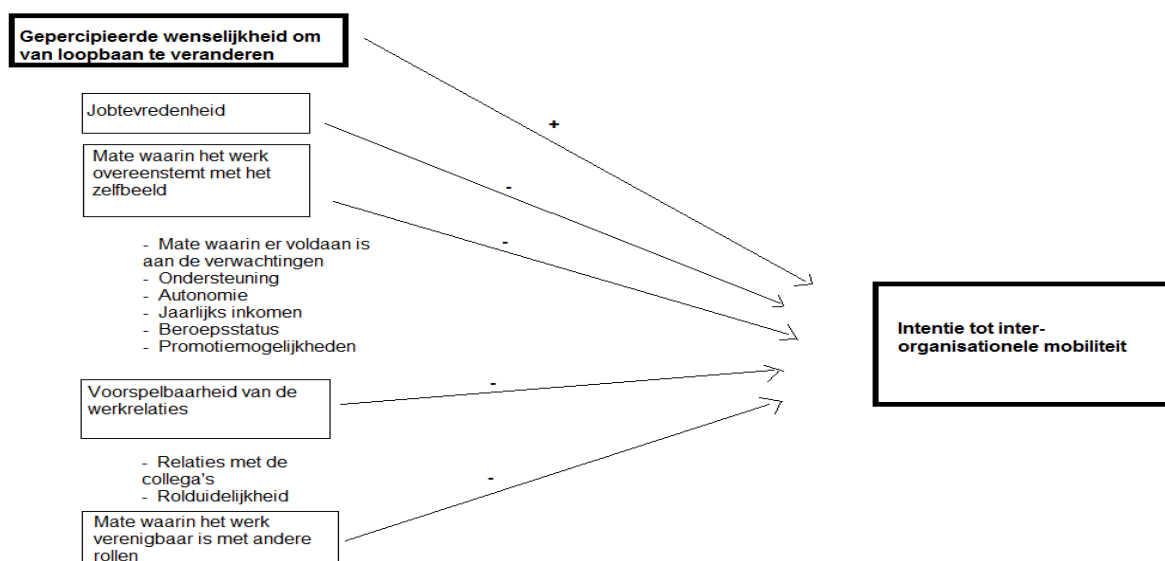 Gepercipieerde wenselijkheid om
van loopbaan te veranderen
+
Jobtevredenheid
-
Mate waarin het werk
overeenstemt met het
zelfbeeld
-
- Mate waarin er voldaan is
aan de verwachtingen
- Ondersteuning
- Autonomie
- Jaarlijks inkomen
- Beroepsstatus
- Promotiemogelijkheden
Intentie tot inter-
organisationele mobiliteit
Voorspelbaarheid van de
werkrelaties
-
- Relaties met de
collega's
- Rolduidelijkheid
-
Mate waarin het werk
verenigbaar is met andere
rollen